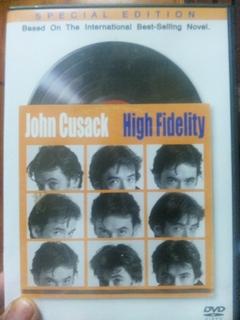 SPECIAL EDITION
Based On The International Best-Selling Novel.
John Cusack High Fidelity
DVD